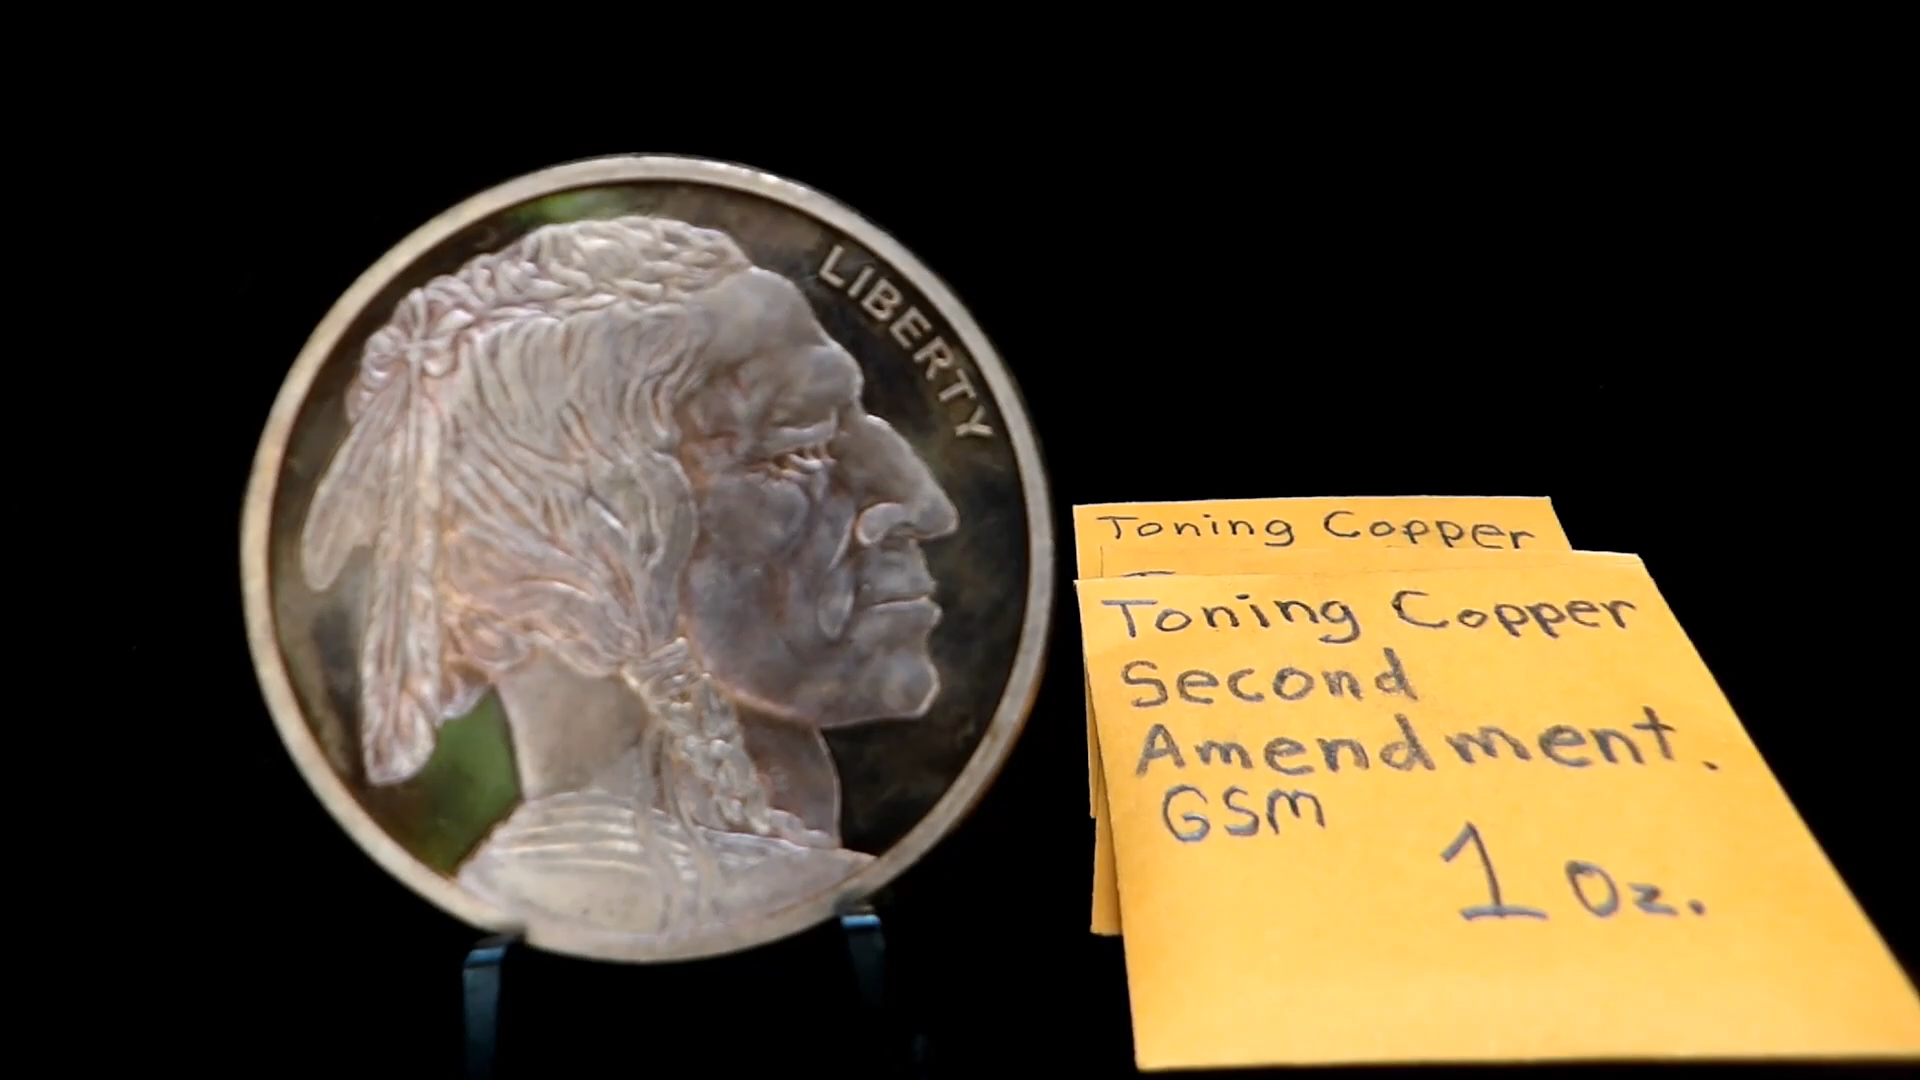 LIBERTY
Toning Copper
Toning Copper
Second
Amendment.
GSM
1 Oz.